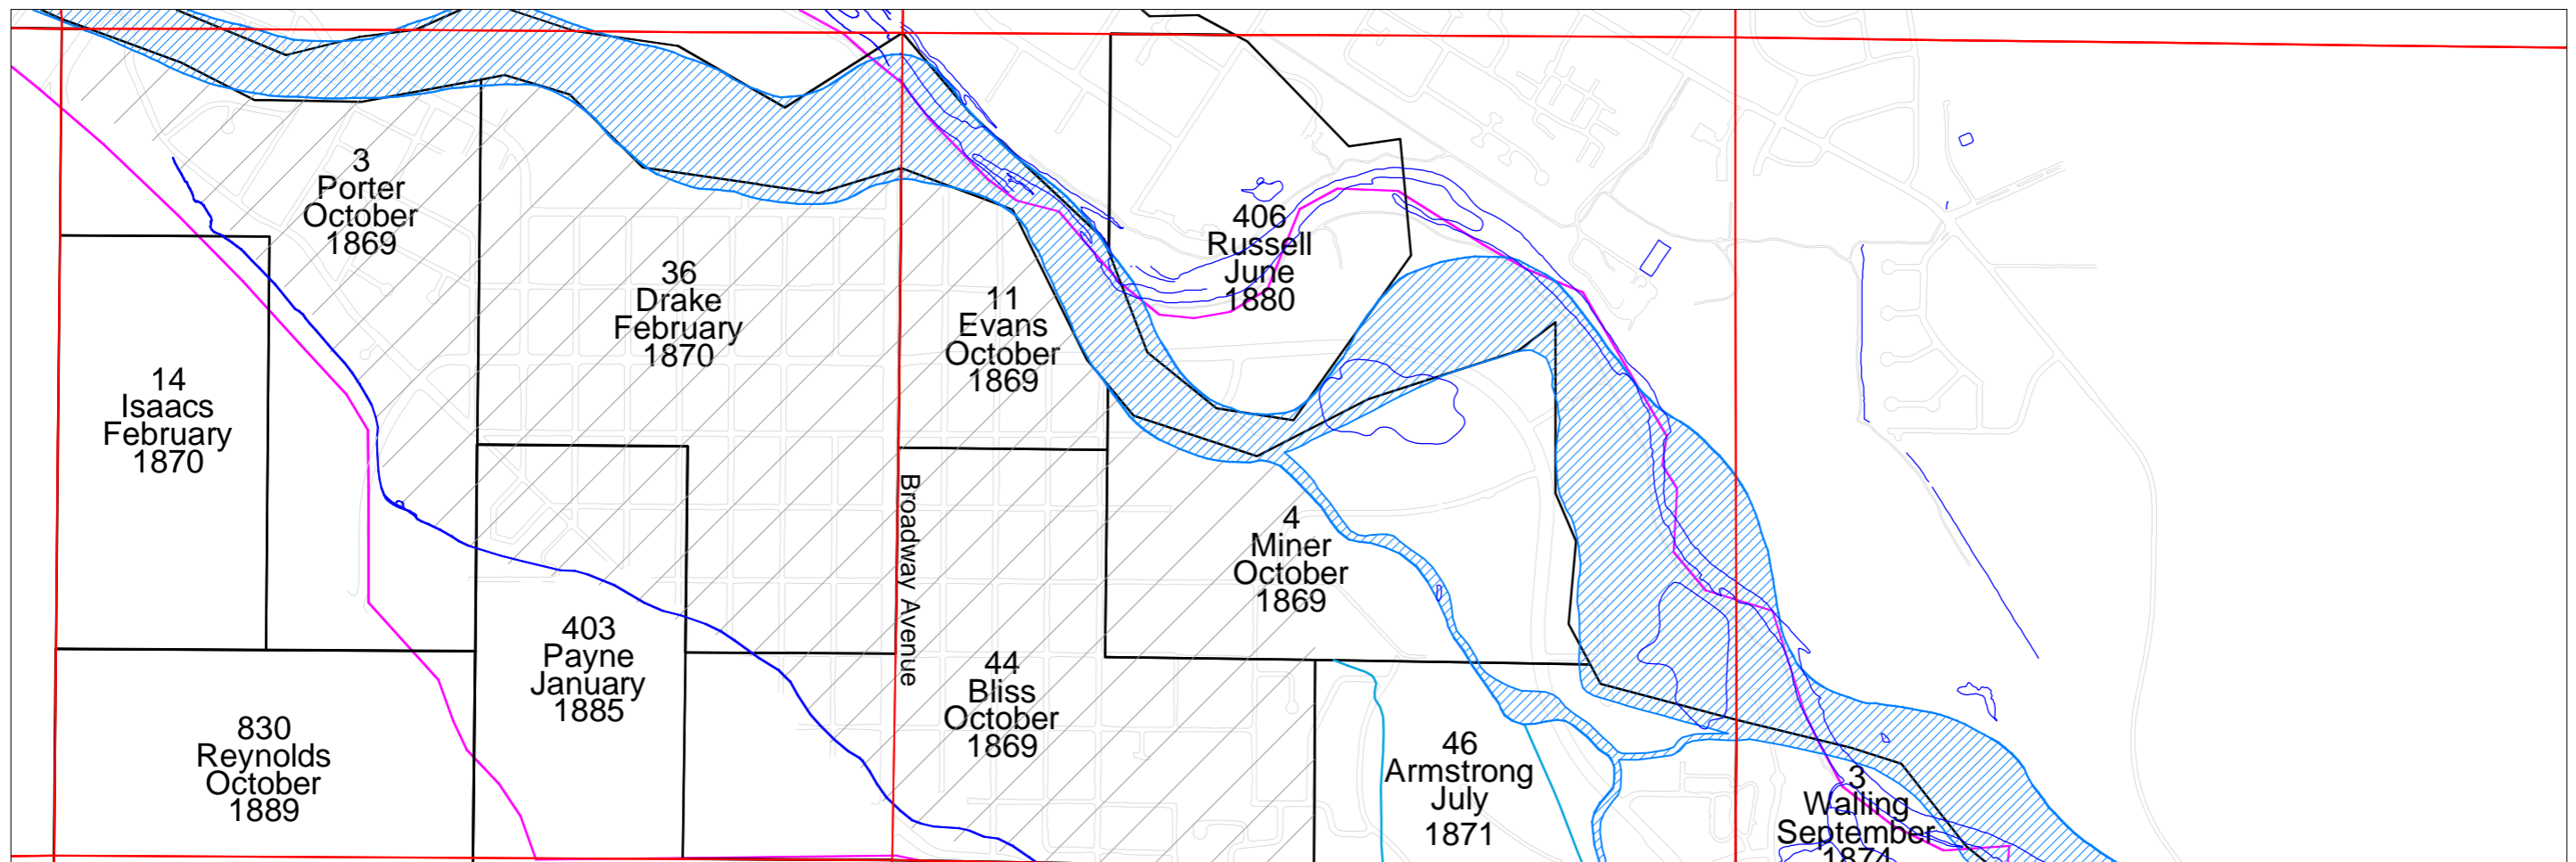 3
Porter
October
1869
36
Drake
February
1870
11
Evans
October
1869
406
Russell
June
1880
14
Isaacs
February
1870
Broadway Avenue
4
Miner
October
1869
403
Payne
January
1885
44
Bliss
October
1869
830
Reynolds
October
1889
46
Armstrong
July
1871
3
Walling
September
1874